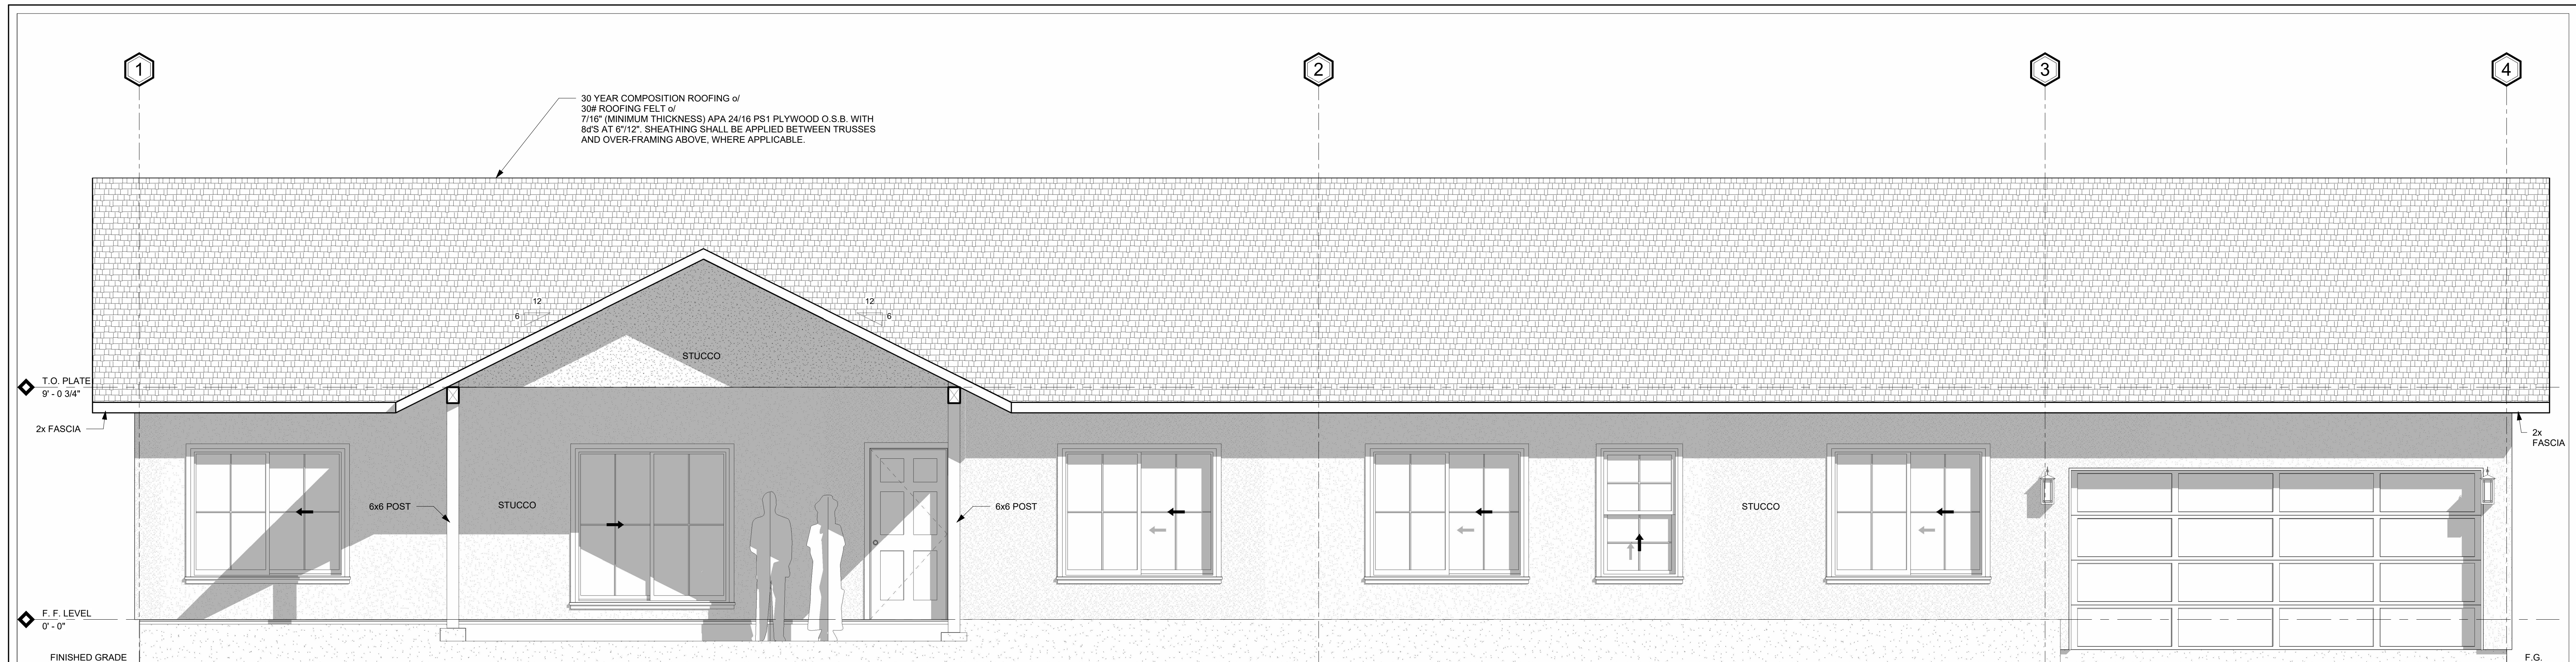 1
2
3
4
30 YEAR COMPOSITION ROOFING o/
30# ROOFING FELT o/
7/16" (MINIMUM THICKNESS) APA 24/16 PS1 PLYWOOD O.S.B. WITH
8d'S AT 6"/12". SHEATHING SHALL BE APPLIED BETWEEN TRUSSES
AND OVER-FRAMING ABOVE, WHERE APPLICABLE.
12
6
12
6
STUCCO
T.O. PLATE
9' - 0 3/4"
2x FASCIA
2x
FASCIA
6x6 POST
STUCCO
6x6 POST
STUCCO
F. F. LEVEL
0' - 0"
FINISHED GRADE
F.G.